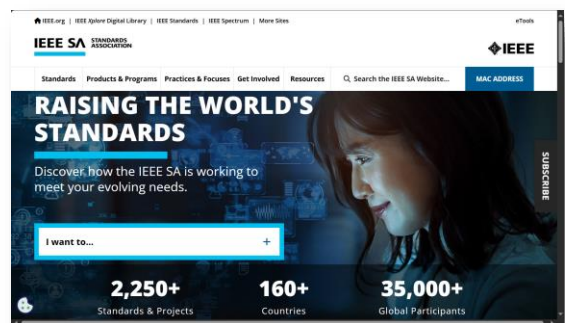 IEEE.org | IEEE Xplore Digital Library | IEEE Standards | IEEE Spectrum | More Sites
eTools
IEEE SA STANDARDS ASSOCIATION
IEEE
Standards Products & Programs Practices & Focuses Get Involved Resources Search the IEEE SA Website... MAC ADDRESS
RAISING THE WORLD'S
STANDARDS
Discover how the IEEE SA is working to
meet your evolving needs.
SUBSCRIBE
I want to... +
2,250+ 160+ 35,000+
Standards & Projects Countries Global Participants